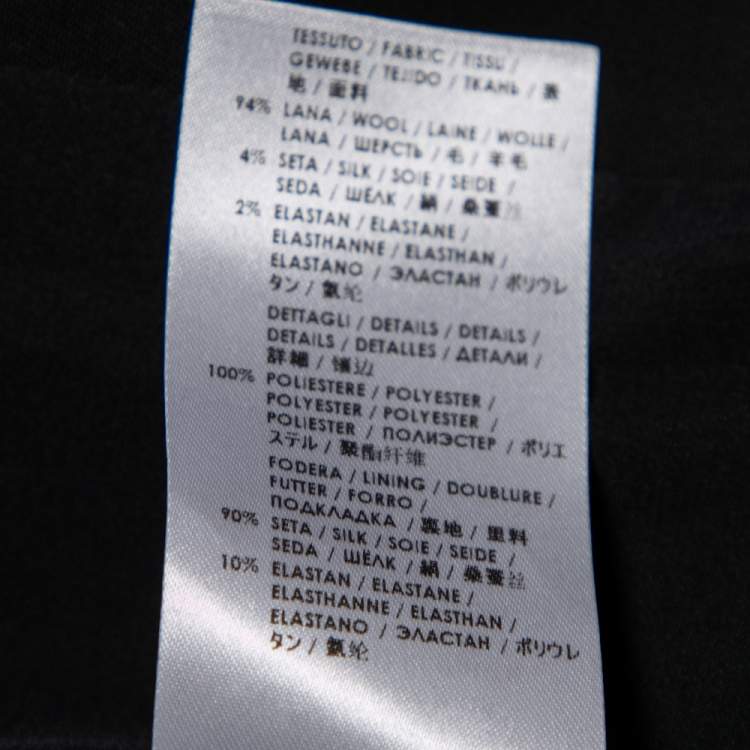 TESSUTO / FABRIC / TISSU /
GEWEBE / TEJIDO / ТКАНЬ / 表
地 / 面料
94% LANA / WOOL / LAINE / WOLLE /
LANA / ШЕРСТЬ / 毛 / 羊毛
4% SETA / SILK / SOIE / SEIDE /
SEDA / ШЁЛК / 絹 / 桑蚕丝
2% ELASTAN / ELASTANE /
ELASTHANNE / ELASTHAN /
ELASTANO / ЭЛАСТАН / ポリウレ
タン / 氨纶
DETTAGLI / DETAILS / DETAILS /
DETAILS / DETALLES / ДЕТАЛИ /
詳細 / 镶边
100% POLIESTERE / POLYESTER /
POLYESTER / POLYESTER /
POLIESTER / ПОЛИЭСТЕР / ポリエ
ステル / 聚酯纤维
FODERA / LINING / DOUBLURE /
FUTTER / FORRO /
ПОДКЛАДКА / 裏地 / 里料
90% SETA / SILK / SOIE / SEIDE /
SEDA / ШЁЛК / 絹 / 桑蚕丝
10% ELASTAN / ELASTANE /
ELASTHANNE / ELASTHAN /
ELASTANO / ЭЛАСТАН / ポリウレ
タン / 氨纶